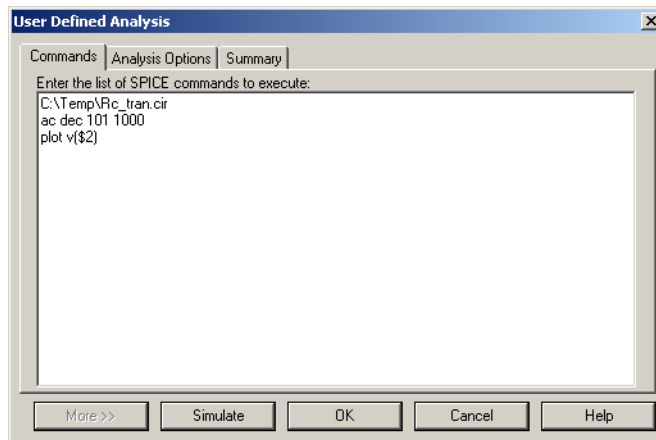 User Defined Analysis
Commands
Analysis Options
Summary
Enter the list of SPICE commands to execute:
C:\Temp\Rc_tran.cir
ac dec 101 1000
plot v($2)
More >>
Simulate
OK
Cancel
Help